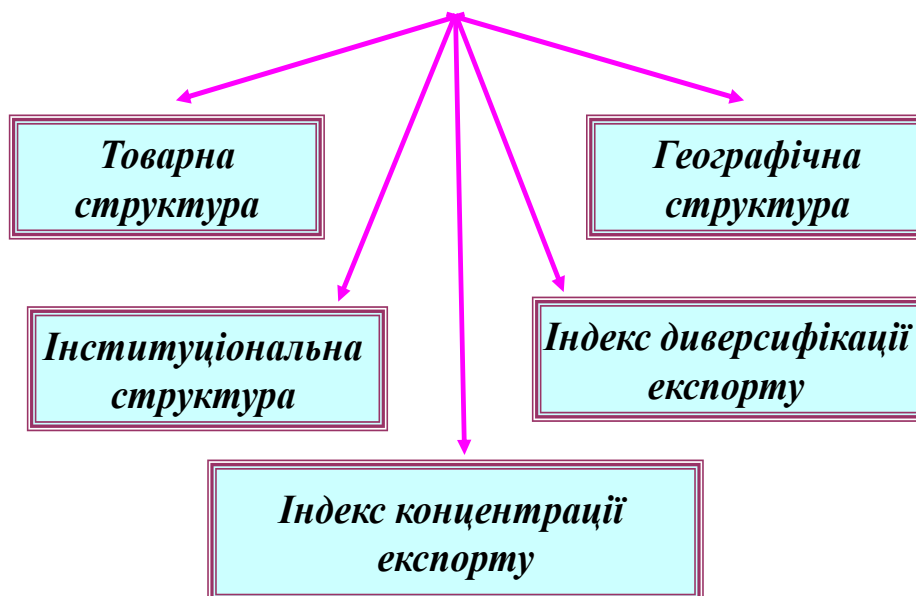 Товарна
структура
Географічна
структура
Інституціональна
структура
Індекс диверсифікації
експорту
Індекс концентрації
експорту